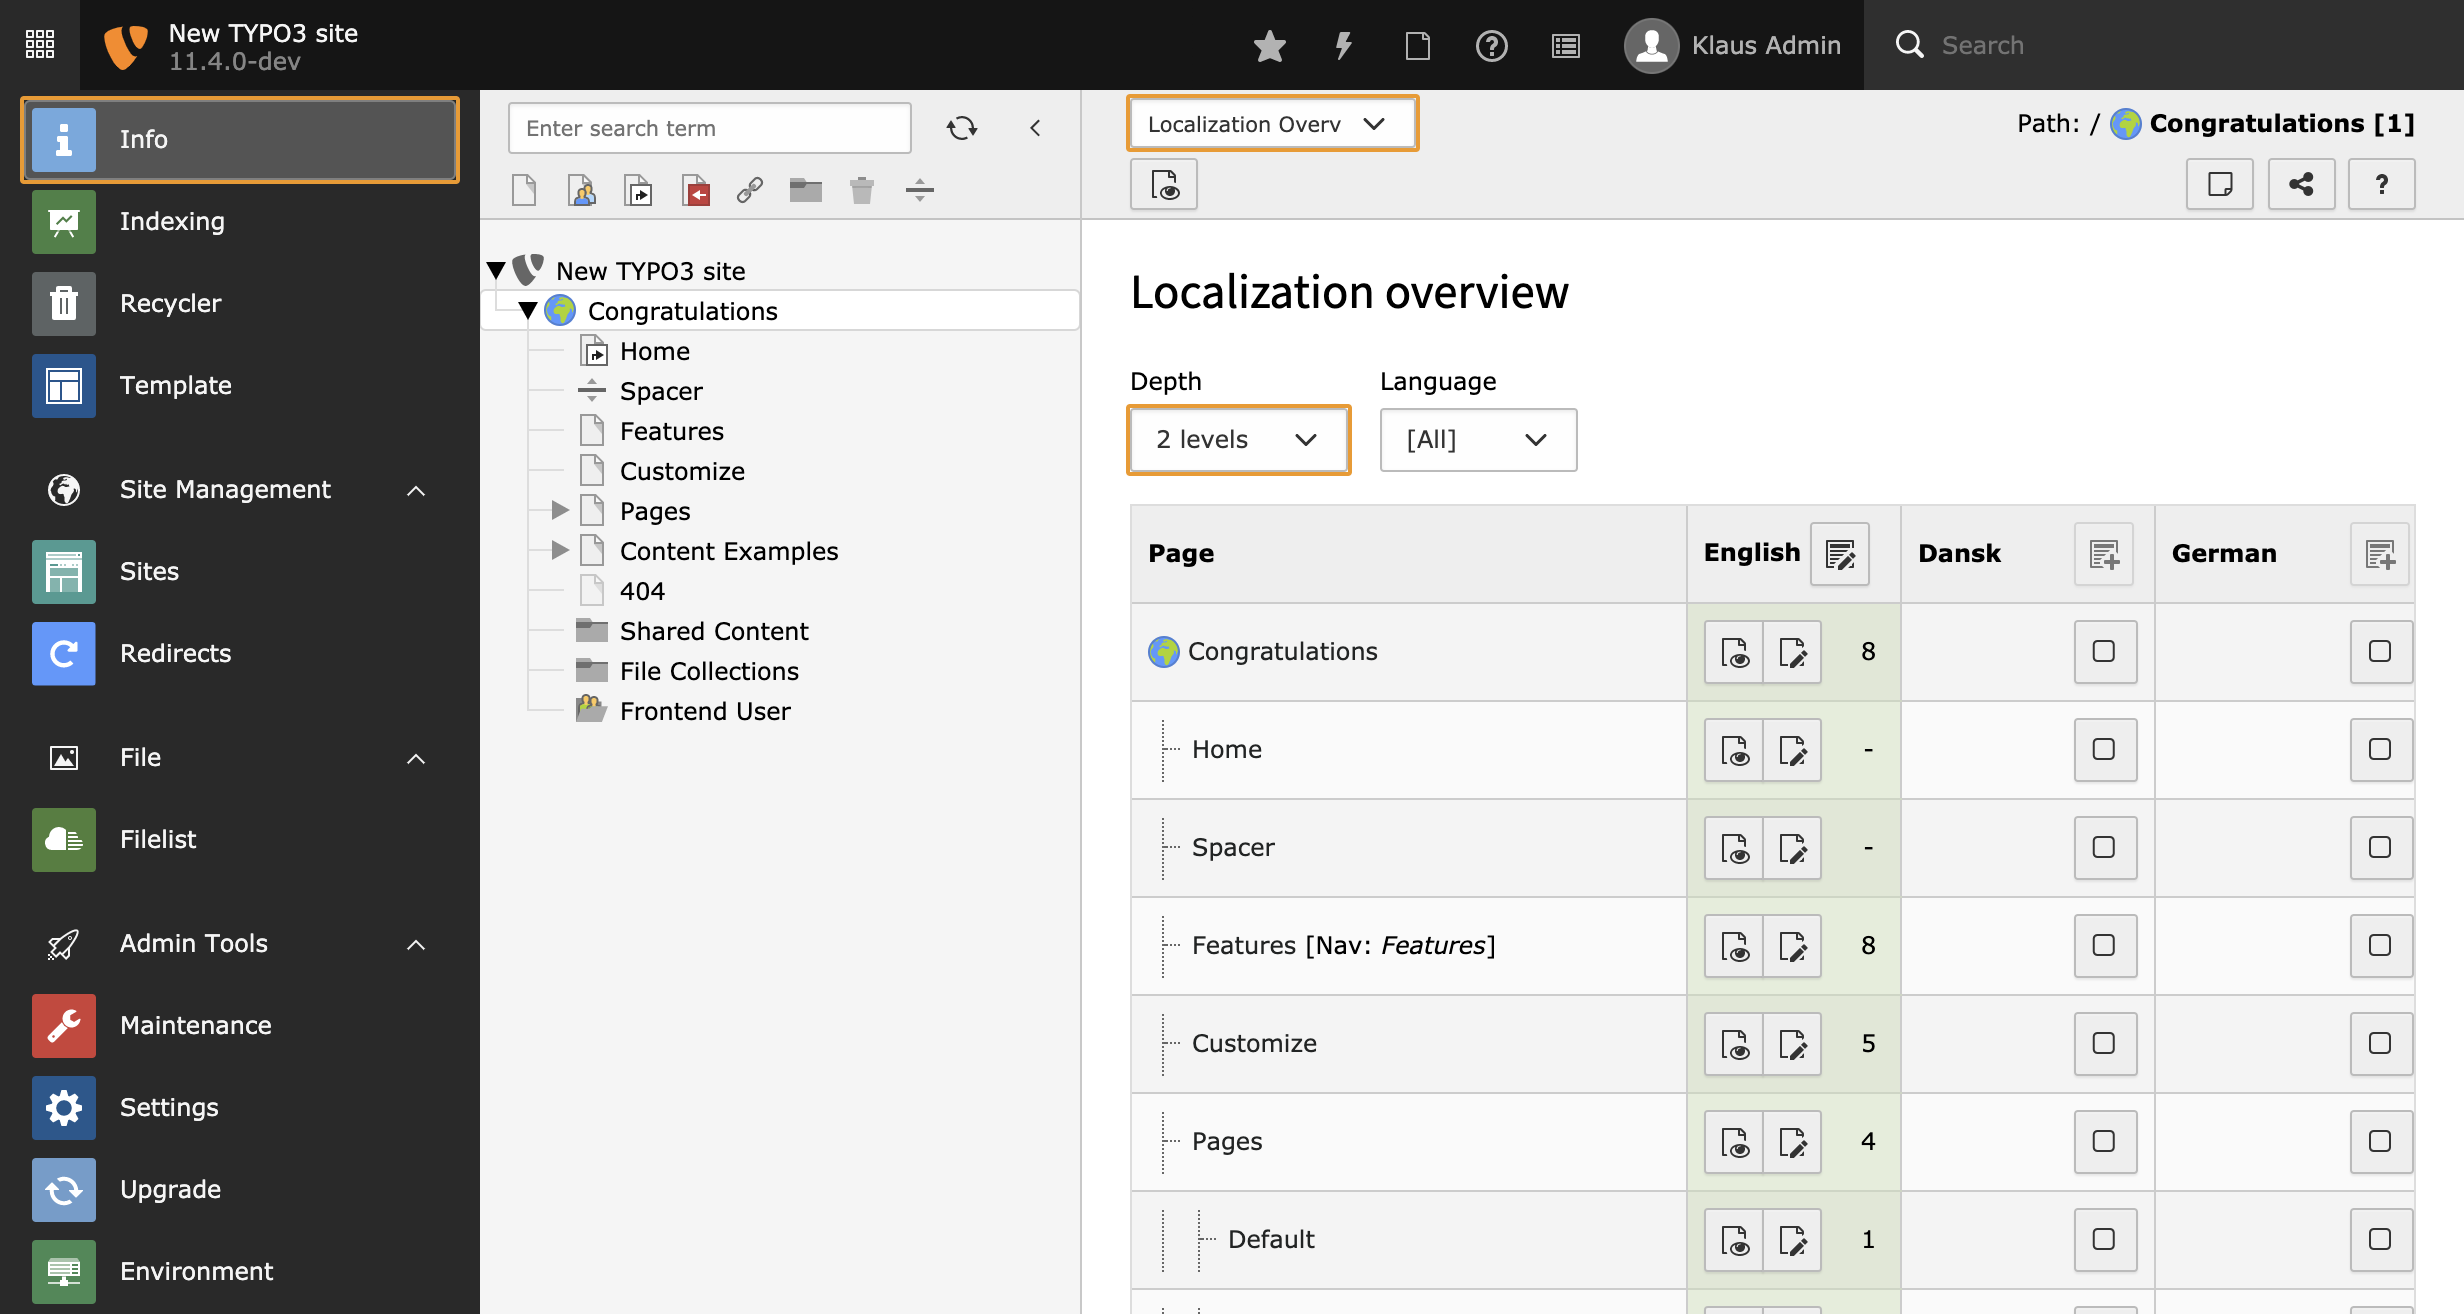 New TYPO3 site
11.4.0-dev
Klaus Admin
Search
Info
Indexing
Recycler
Template
Site Management
Sites
Redirects
File
Filelist
Admin Tools
Maintenance
Settings
Upgrade
Environment
Enter search term
New TYPO3 site
Congratulations
Home
Spacer
Features
Customize
Pages
Content Examples
404
Shared Content
File Collections
Frontend User
Localization Overv
Path: / Congratulations [1]
?
Localization overview
Depth Language
2 levels [All]
Page English Dansk German
Congratulations 8
Home -
Spacer -
Features [Nav: Features] 8
Customize 5
Pages 4
Default 1